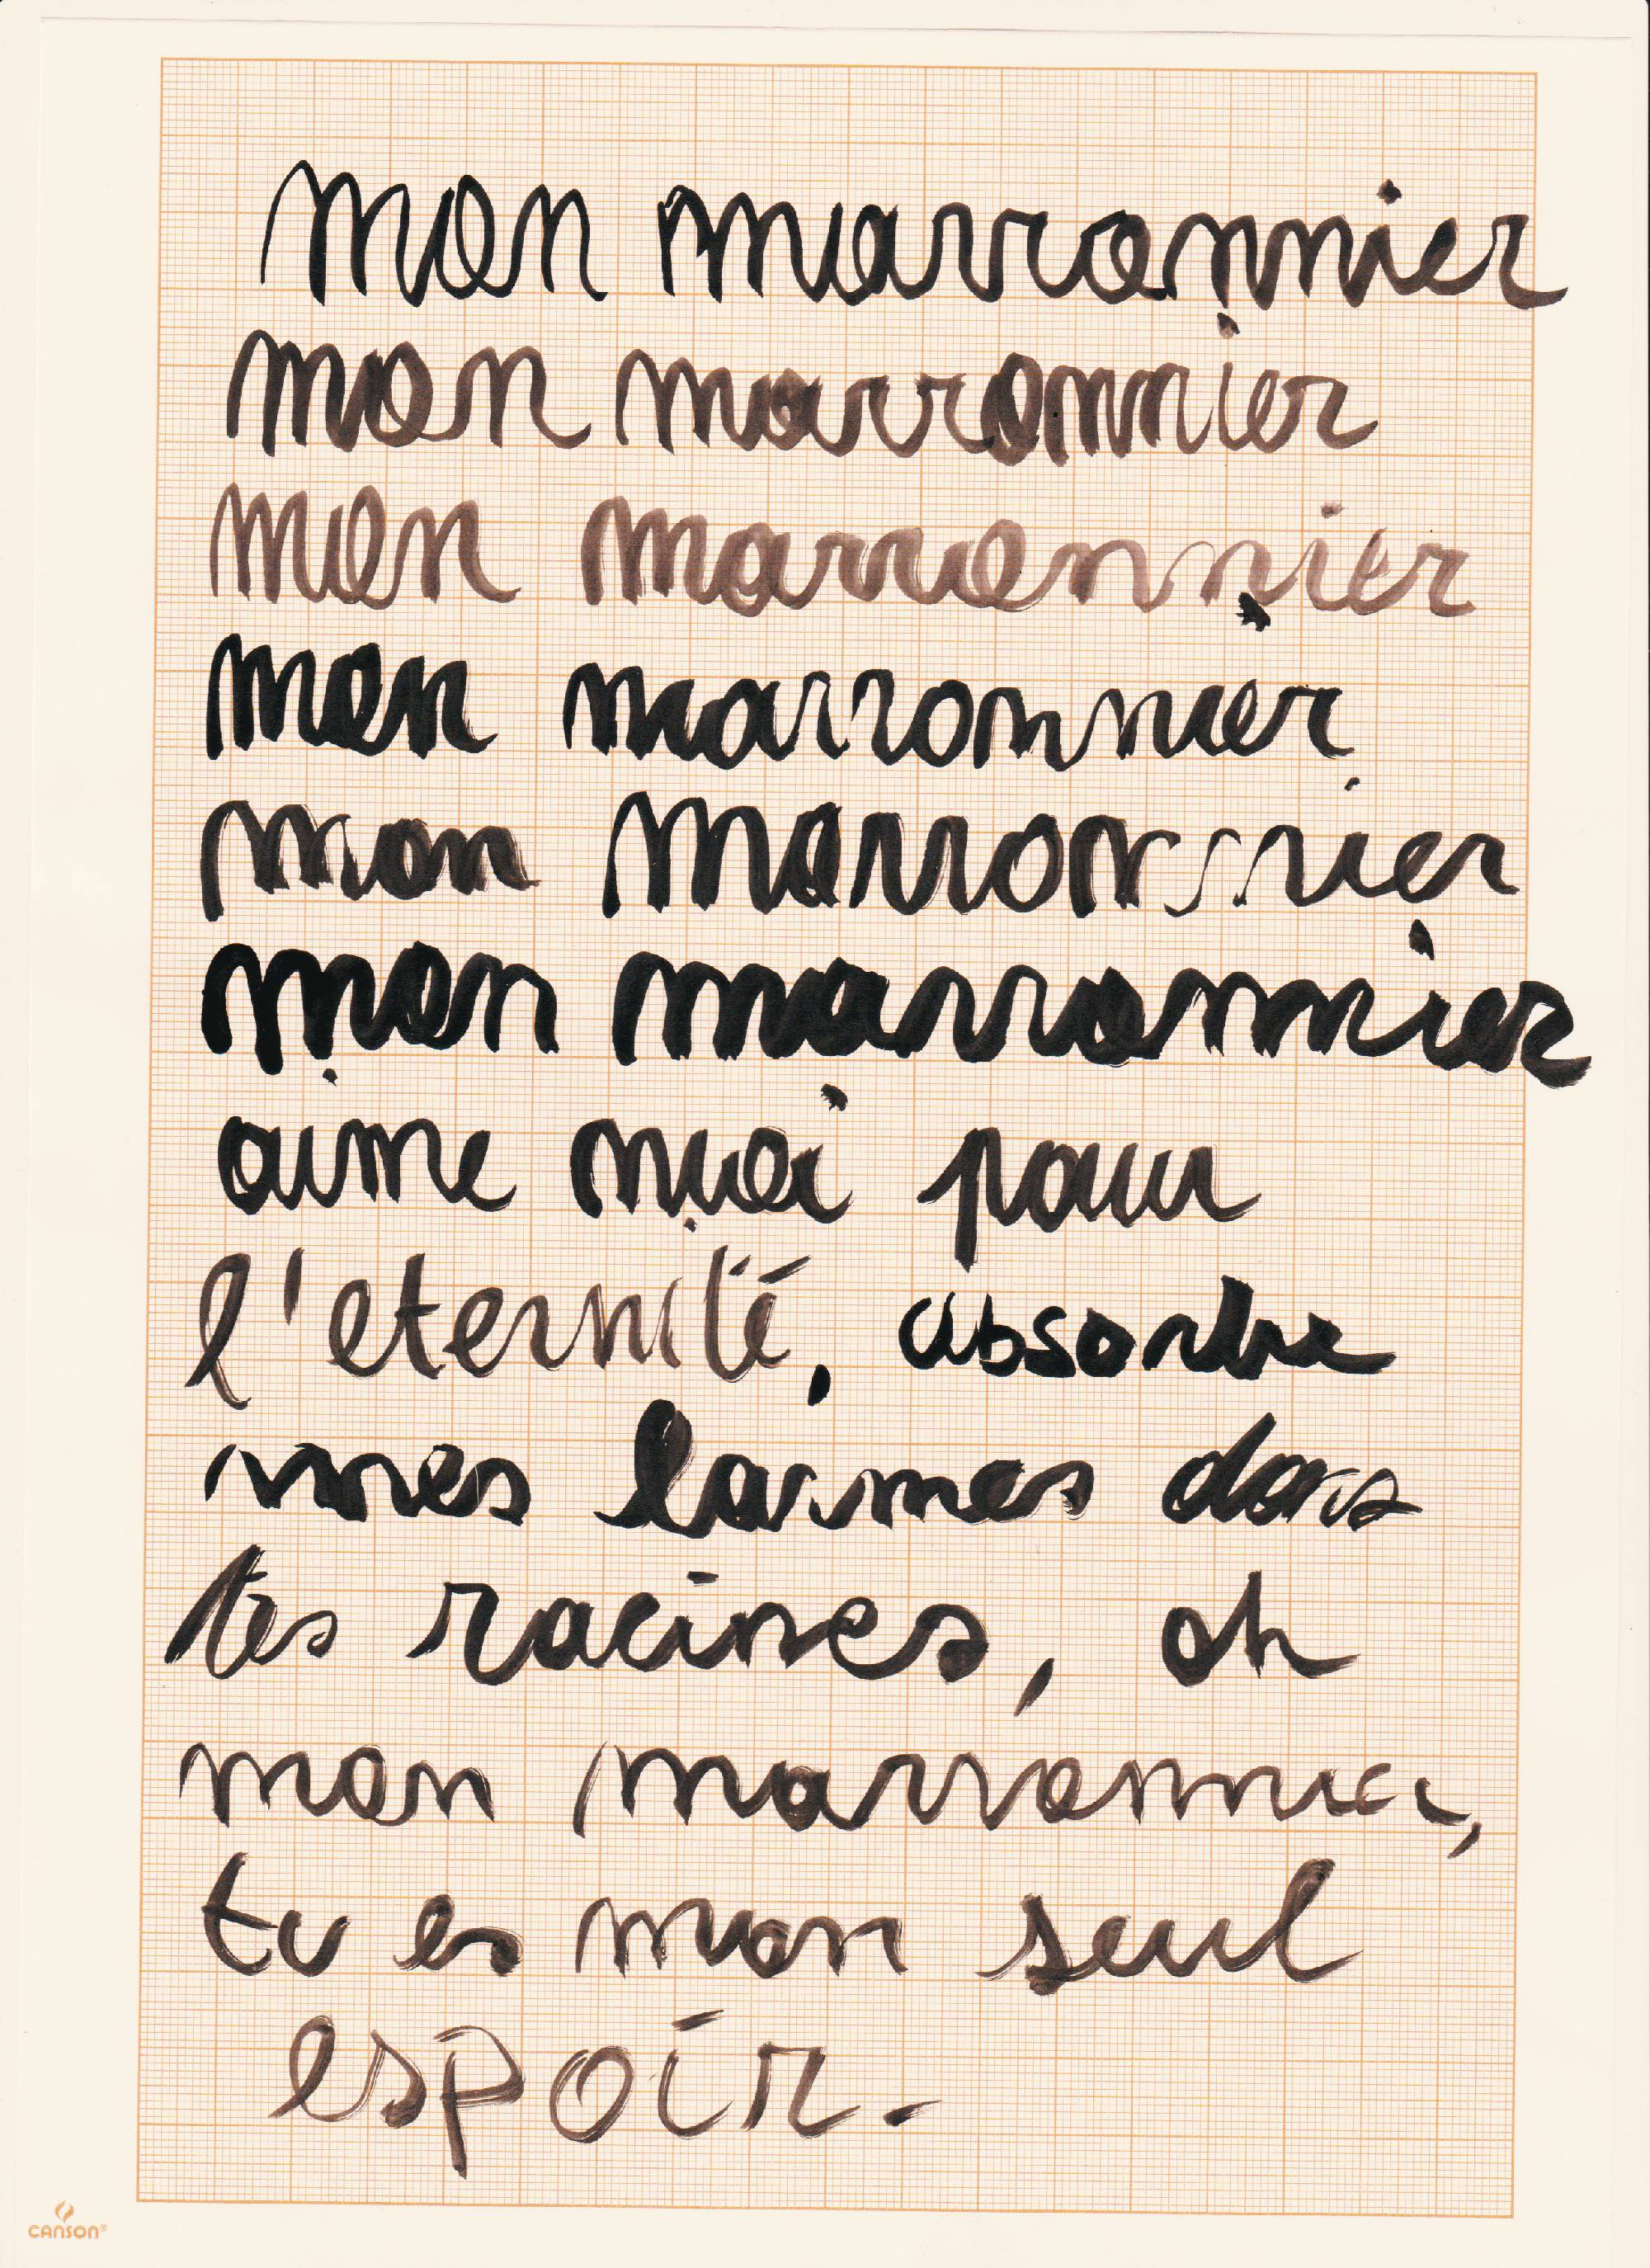 mon marronnier
mon marronnier
mon marronnier
mon marronnier
mon marronnier
mon marronnier
aime moi pour
l'eternité, absorbe
mes larmes dans
tes racines, oh
mon marronnier,
tu es mon seul
espoir.
CANSON®